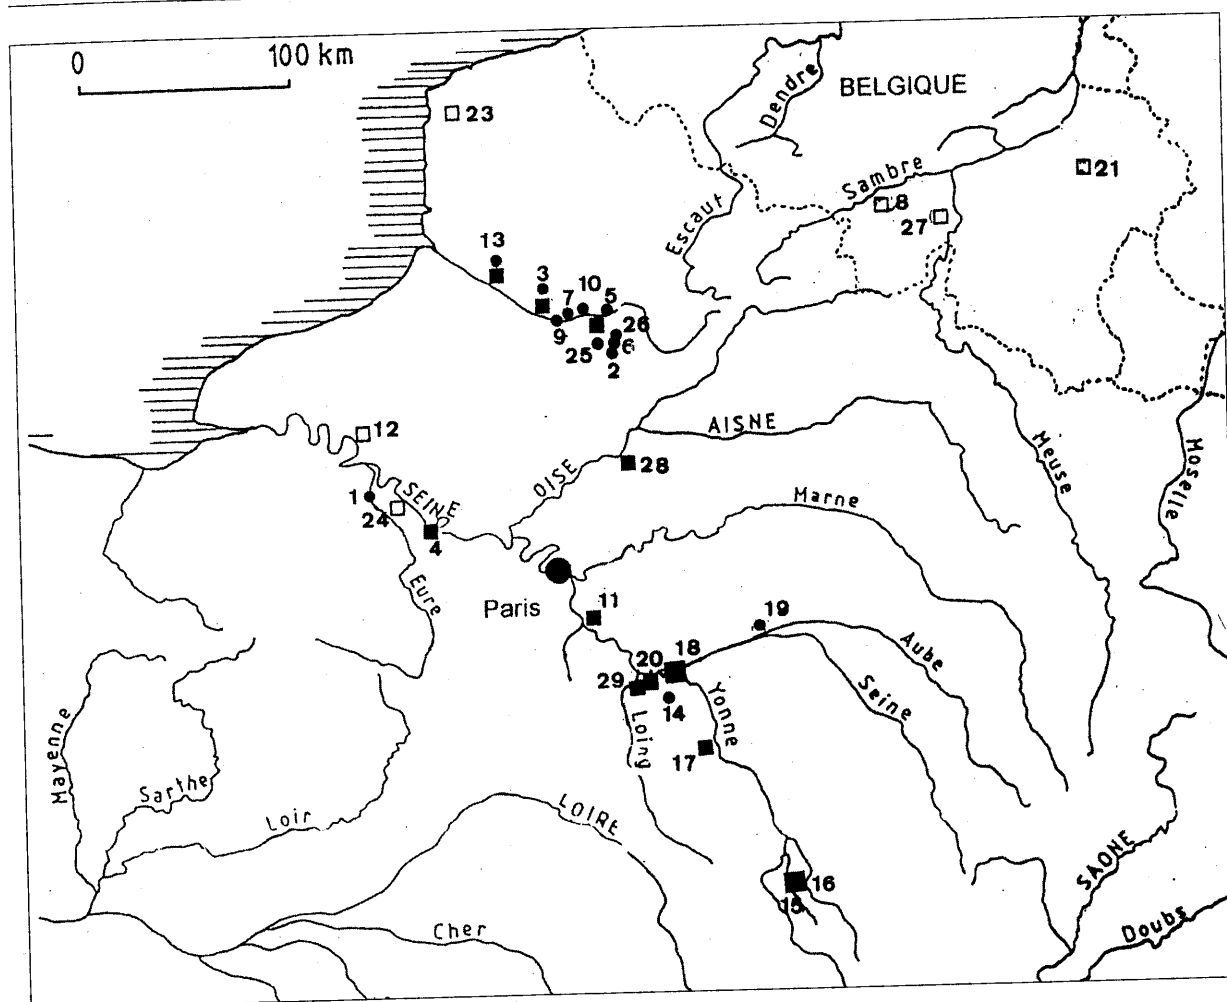 0 100 km
BELGIQUE
Dendre
23
21
Sambre
8
27
Escaut
13
3
10
7
5
9
26
25
6
2
12
AISNE
28
OISE
Meuse
Moselle
1
SEINE
24
4
Marne
Eure
Paris
11
19
18
20
29
14
Aube
Seine
Yonne
Loing
17
Mayenne
Sarthe
Loir
LOIRE
16
15
SAONE
Cher
Doubs